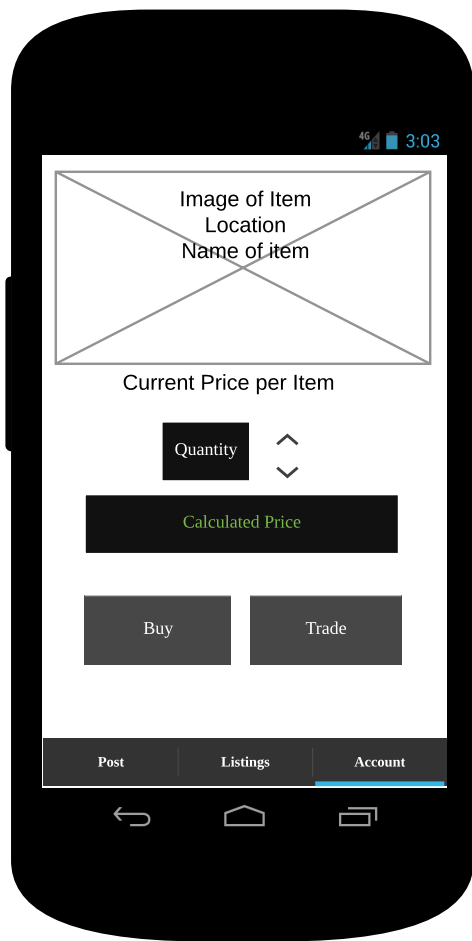 4G 3:03
Image of Item
Location
Name of item
Current Price per Item
Quantity
Calculated Price
Buy Trade
Post Listings Account